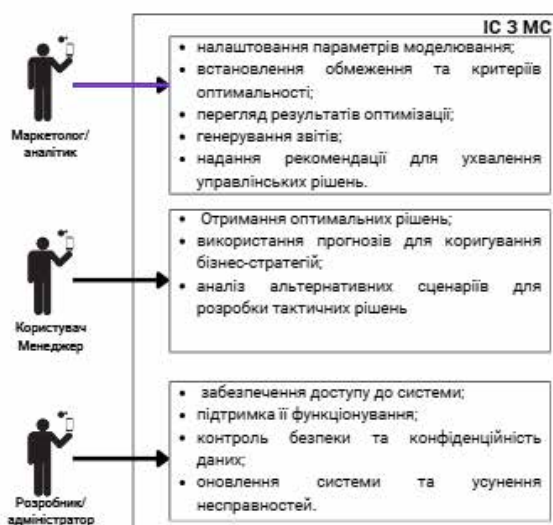 ІС З МС
• налаштовання параметрів моделювання;
• встановлення обмеження та критеріїв
оптимальності;
• перегляд результатів оптимізації;
• генерування звітів;
• надання рекомендації для ухвалення
управлінських рішень.
Маркетолог/
аналітик
• Отримання оптимальних рішень;
• використання прогнозів для коригування
бізнес-стратегій;
• аналіз альтернативних сценаріїв для
розробки тактичних рішень
Користувач
Менеджер
• забезпечення доступу до системи;
• підтримка її функціонування;
• контроль безпеки та конфіденційність
даних;
• оновлення системи та усунення
несправностей.
Розробник/
адміністратор